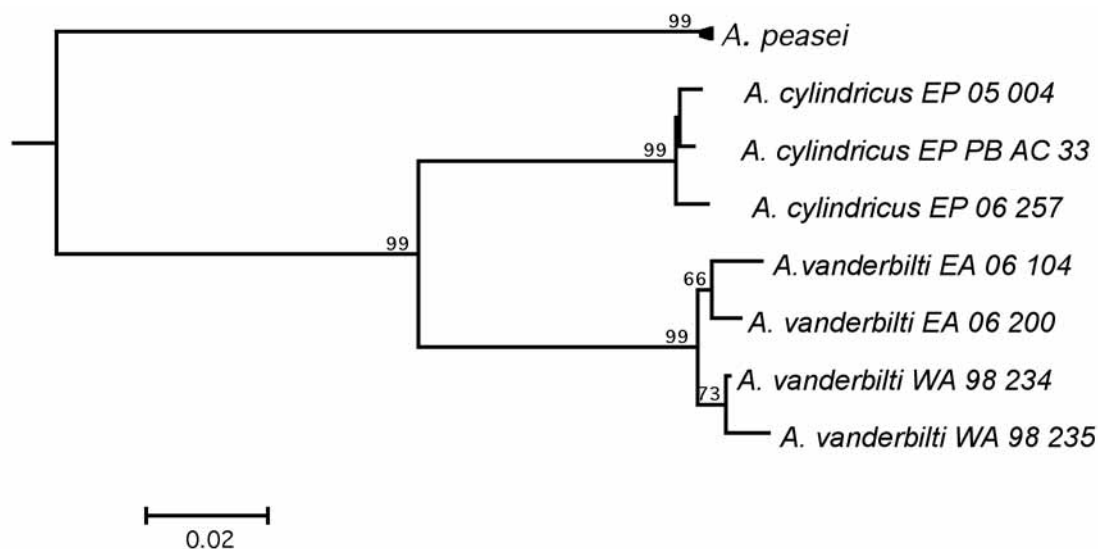 99
A. peasei
A. cylindricus EP 05 004
99
A. cylindricus EP PB AC 33
A. cylindricus EP 06 257
99
A.vanderbilti EA 06 104
66
A. vanderbilti EA 06 200
99
A. vanderbilti WA 98 234
73
A. vanderbilti WA 98 235
0.02